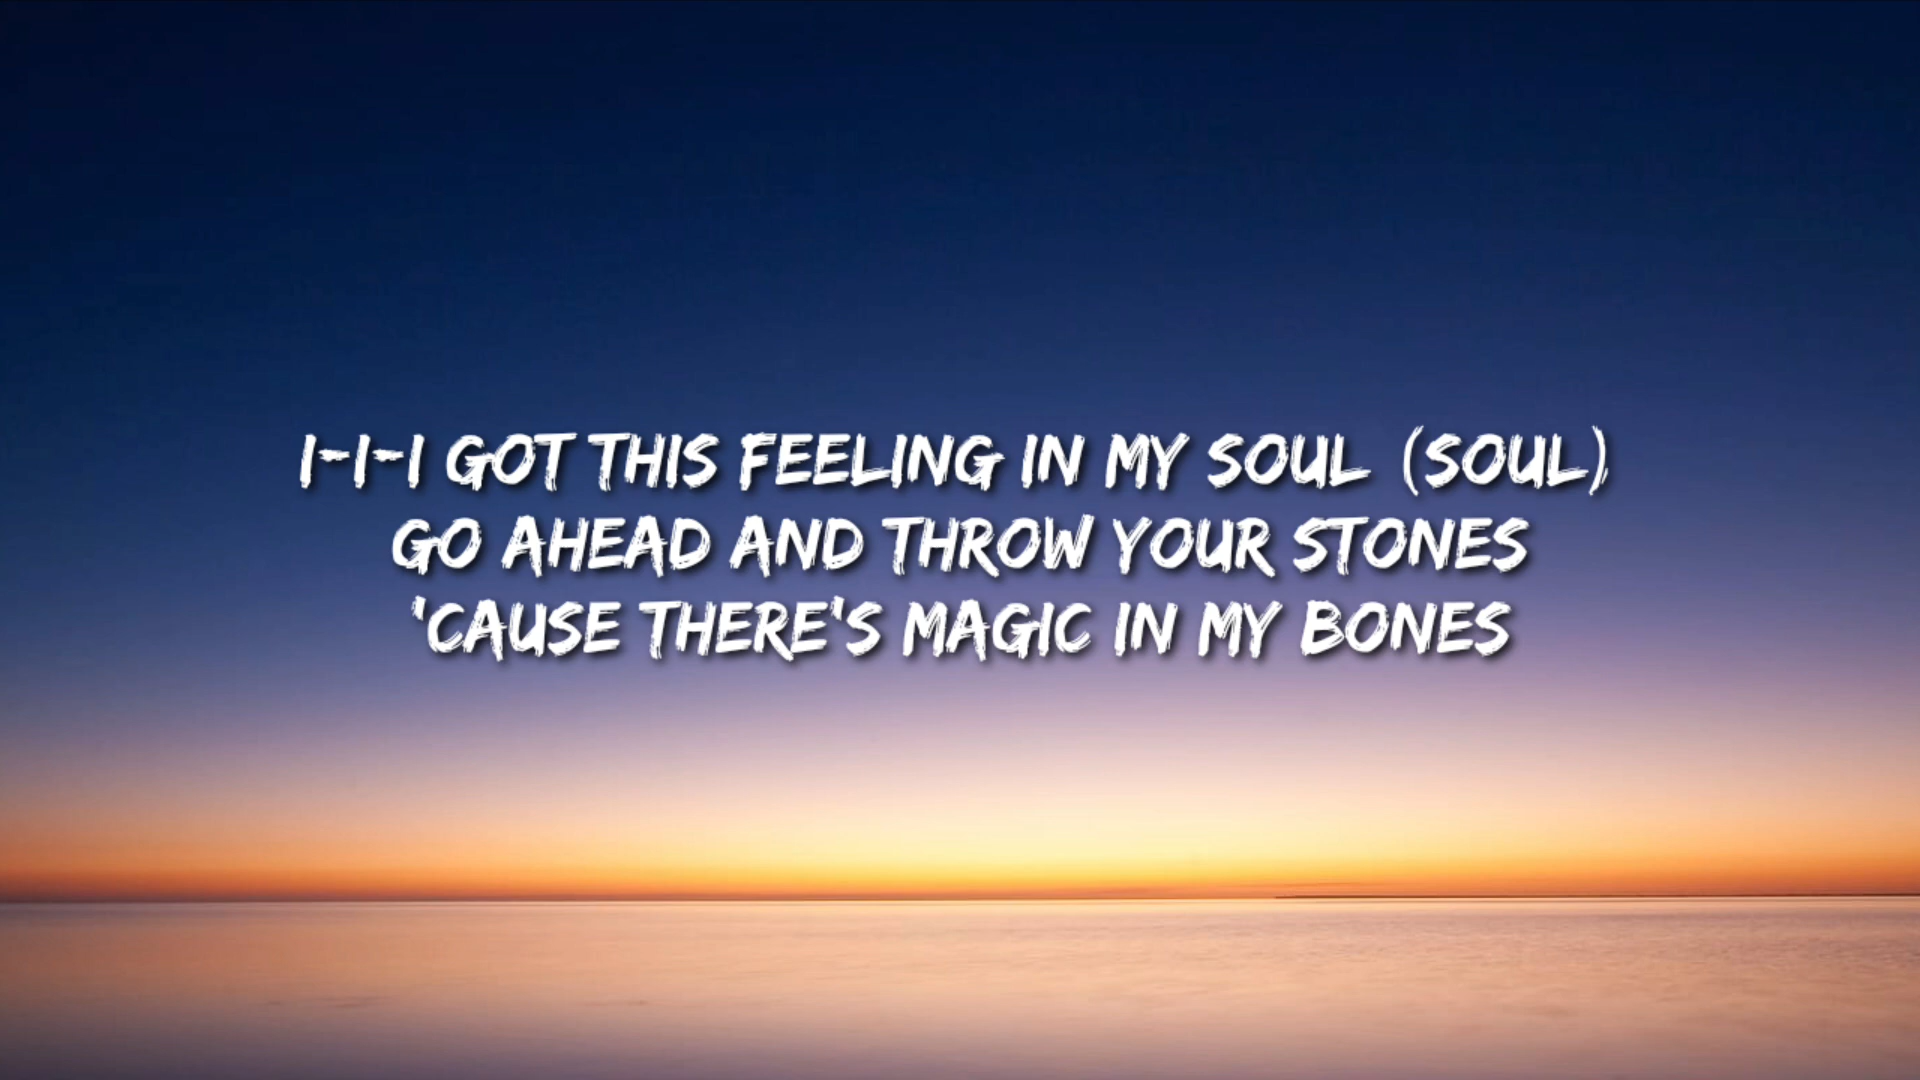 I-I-I GOT THIS FEELING IN MY SOUL (SOUL)
GO AHEAD AND THROW YOUR STONES
'CAUSE THERE'S MAGIC IN MY BONES